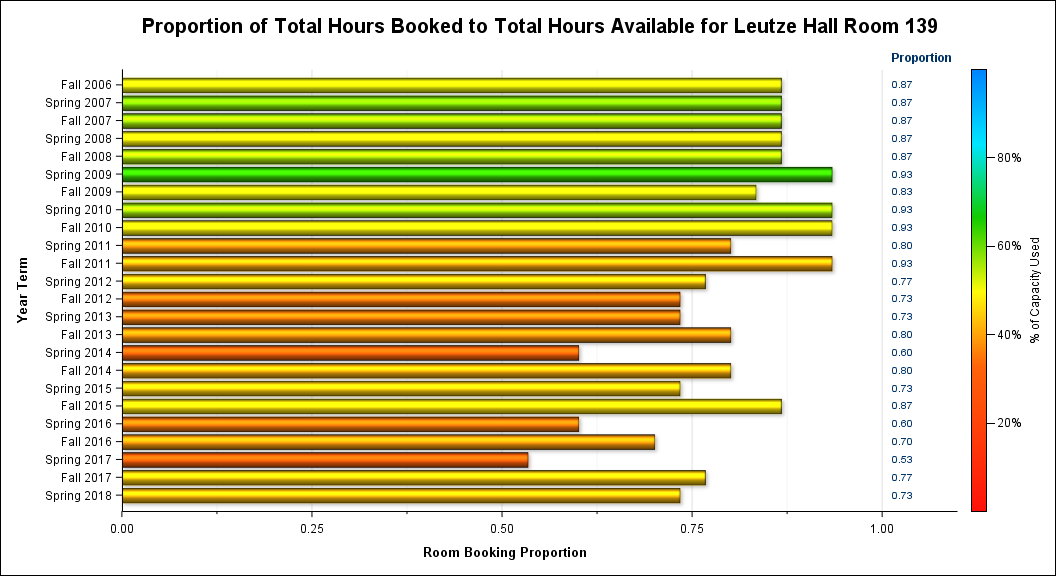 Proportion of Total Hours Booked to Total Hours Available for Leutze Hall Room 139
Proportion
Fall 2006 0.87
Spring 2007 0.87
Fall 2007 0.87
Spring 2008 0.87
Fall 2008 0.87
Spring 2009 0.93
Fall 2009 0.83
Spring 2010 0.93
Fall 2010 0.93
Spring 2011 0.80
Fall 2011 0.93
Spring 2012 0.77
Fall 2012 0.73
Spring 2013 0.73
Fall 2013 0.80
Spring 2014 0.60
Fall 2014 0.80
Spring 2015 0.73
Fall 2015 0.87
Spring 2016 0.60
Fall 2016 0.70
Spring 2017 0.53
Fall 2017 0.77
Spring 2018 0.73
Year Term
0.00 0.25 0.50 0.75 1.00
Room Booking Proportion
80%
60%
40%
20%
% of Capacity Used